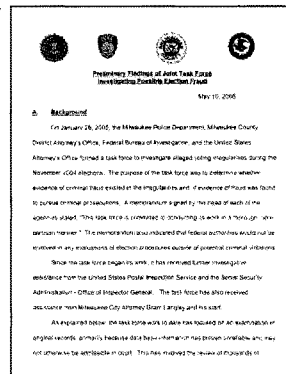 Preliminary Findings of Joint Task Force
Investigating Possible Election Fraud
May 10, 2005
A. Background
On January 26, 2005, the Milwaukee Police Department, Milwaukee County
District Attorney's Office, Federal Bureau of Investigation, and the United States
Attorney's Office formed a task force to investigate alleged voting irregularities during the
November 2004 elections. The purpose of the task force was to determine whether
evidence of criminal fraud existed in the irregularities and, if evidence of fraud was found
to pursue criminal prosecutions. A memorandum signed by the head of each of the
agencies stated, "This task force is committed to conducting its work in a thorough, non-
partisan manner." The memorandum also indicated that federal authorities would not be
involved in any evaluations of election procedures outside of potential criminal violations.
Since the task force began its work, it has received further investigative
assistance from the United States Postal Inspection Service and the Social Security
Administration - Office of Inspector General. The task force has also received
assistance from Milwaukee City Attorney Grant Langley and his staff.
As explained below, the task force work to date has focused on an examination of
original records, primarily because data base information has proven unreliable and may
not otherwise be admissible in court. This has involved the review of thousands of